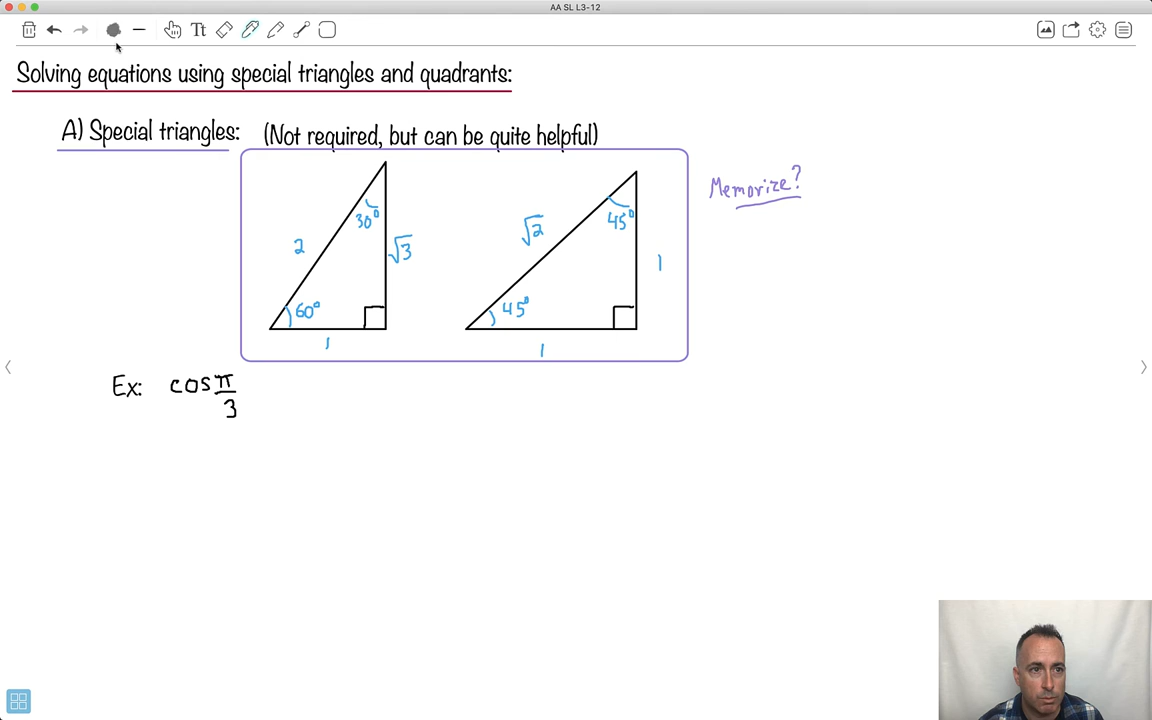 AA SL L3-12
Tt
Solving equations using special triangles and quadrants:
A) Special triangles: (Not required, but can be quite helpful)
Memorize?
30°
2
√3
60°
1
45°
√2
1
45°
1
Ex: cos π/3